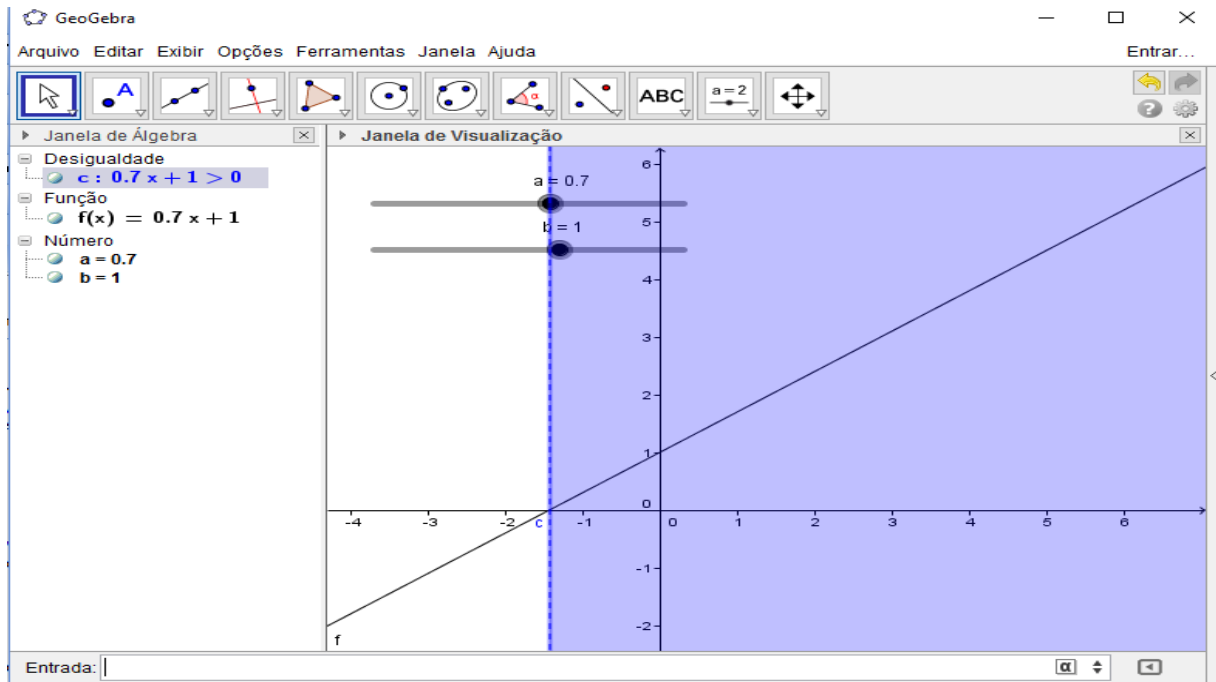 GeoGebra
Arquivo Editar Exibir Opções Ferramentas Janela Ajuda
Entrar...
A
α
ABC
a = 2
Janela de Álgebra
Janela de Visualização
Desigualdade
c : 0.7 x + 1 > 0
Função
f(x) = 0.7 x + 1
Número
a = 0.7
b = 1
a = 0.7
b = 1
6
5
4
3
2
1
0
-4 -3 -2 c -1 0 1 2 3 4 5 6
-1
-2
f
Entrada:
α